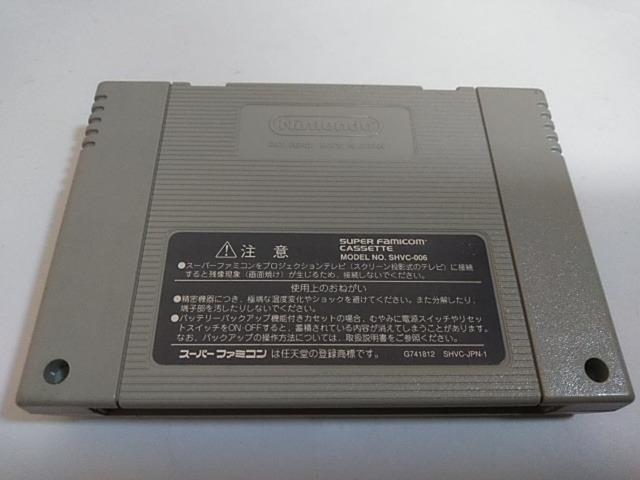 Nintendo
PAT. PEND. MADE IN JAPAN
⚠注意
SUPER FAMICOM
CASSETTE
MODEL NO. SHVC-006
●スーパーファミコンをプロジェクションテレビ(スクリーン投影式のテレビ)に接続
すると残像現象(画面焼け)が生じるため、接続しないでください。
使用上のおねがい
●精密機器につき、極端な温度変化やショックを避けてください。また分解したり、
端子部を汚したりしないでください。
●バッテリーバックアップ機能付きカセットの場合、むやみに電源スイッチやリセッ
トスイッチをON・OFFすると、蓄積されている内容が消えてしまうことがあります。
なお、バックアップの操作方法については、取扱説明書をご参照ください。
スーパーファミコン は任天堂の登録商標です。
G741812 SHVC-JPN-1